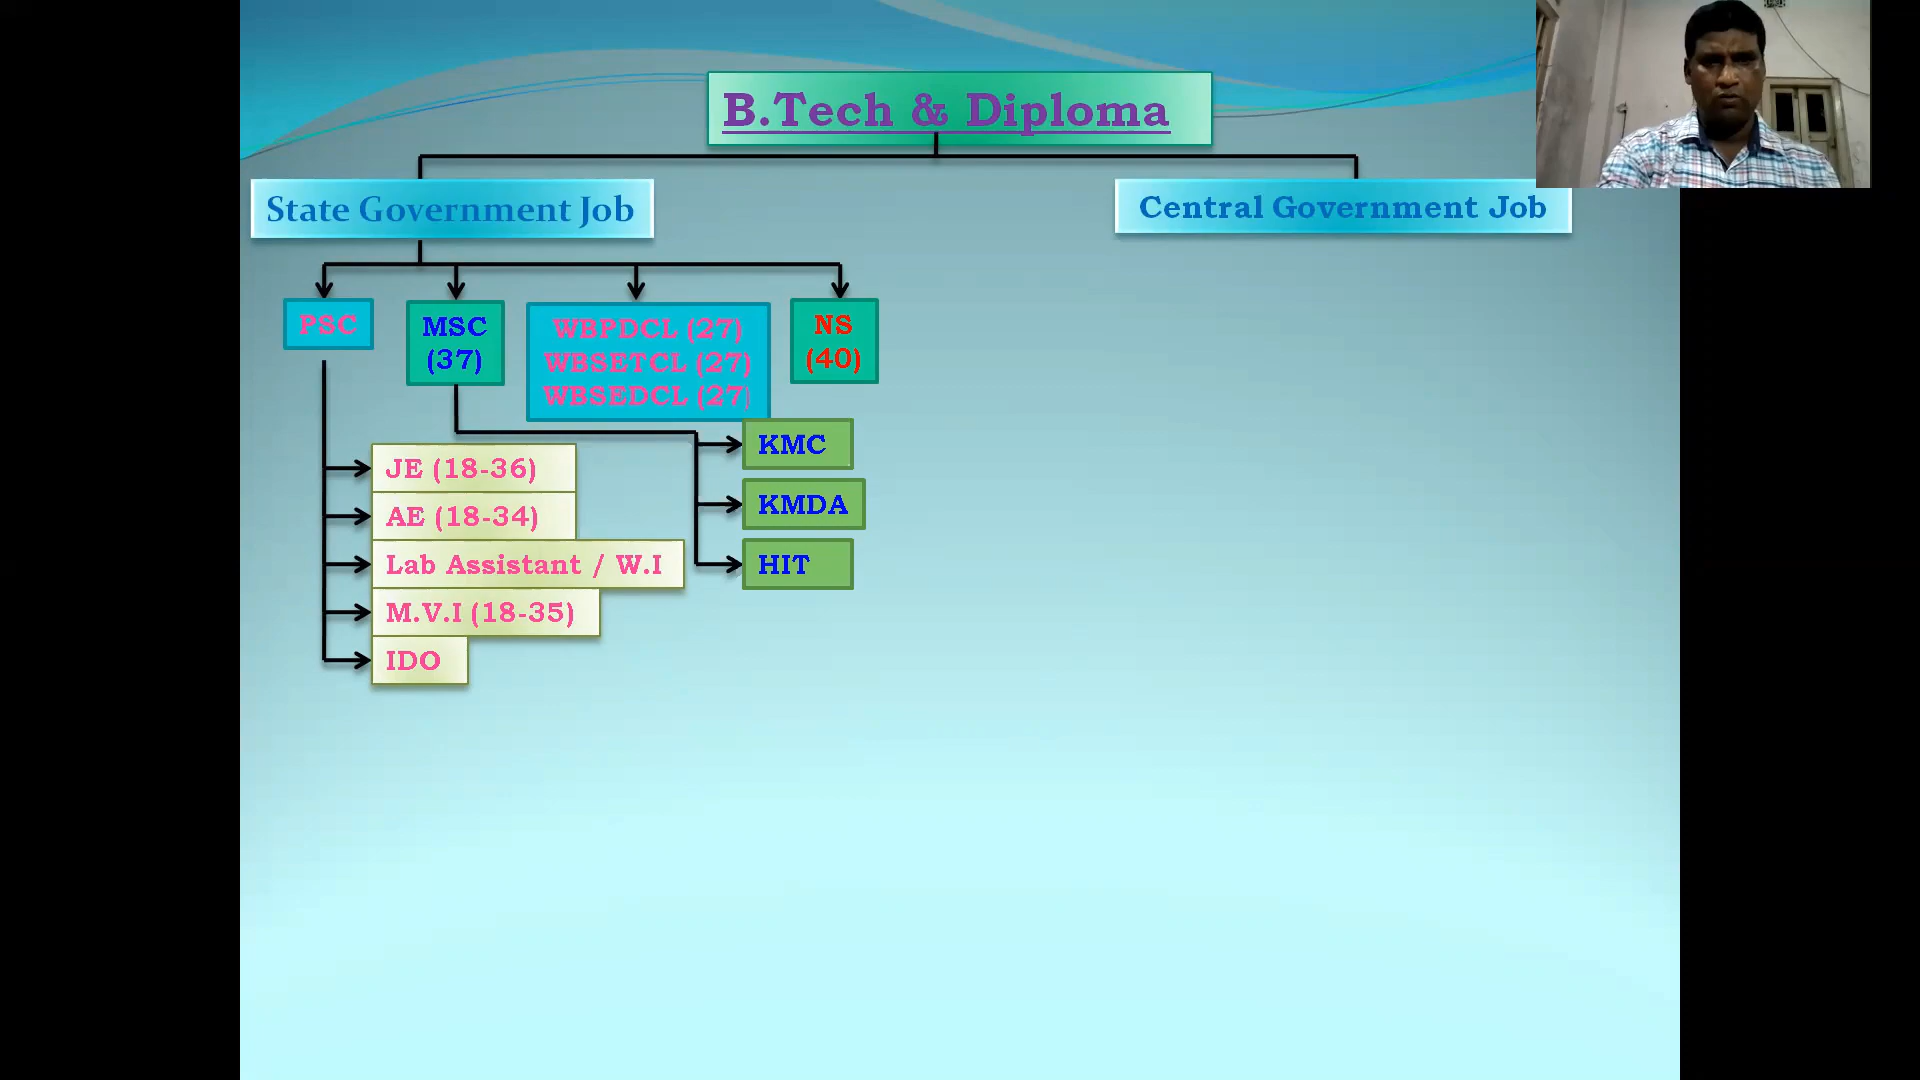 B.Tech & Diploma
State Government Job
Central Government Job
PSC
MSC
(37)
WBPDCL (27)
WBSETCL (27)
WBSEDCL (27)
NS
(40)
KMC
KMDA
HIT
JE (18-36)
AE (18-34)
Lab Assistant / W.I
M.V.I (18-35)
IDO